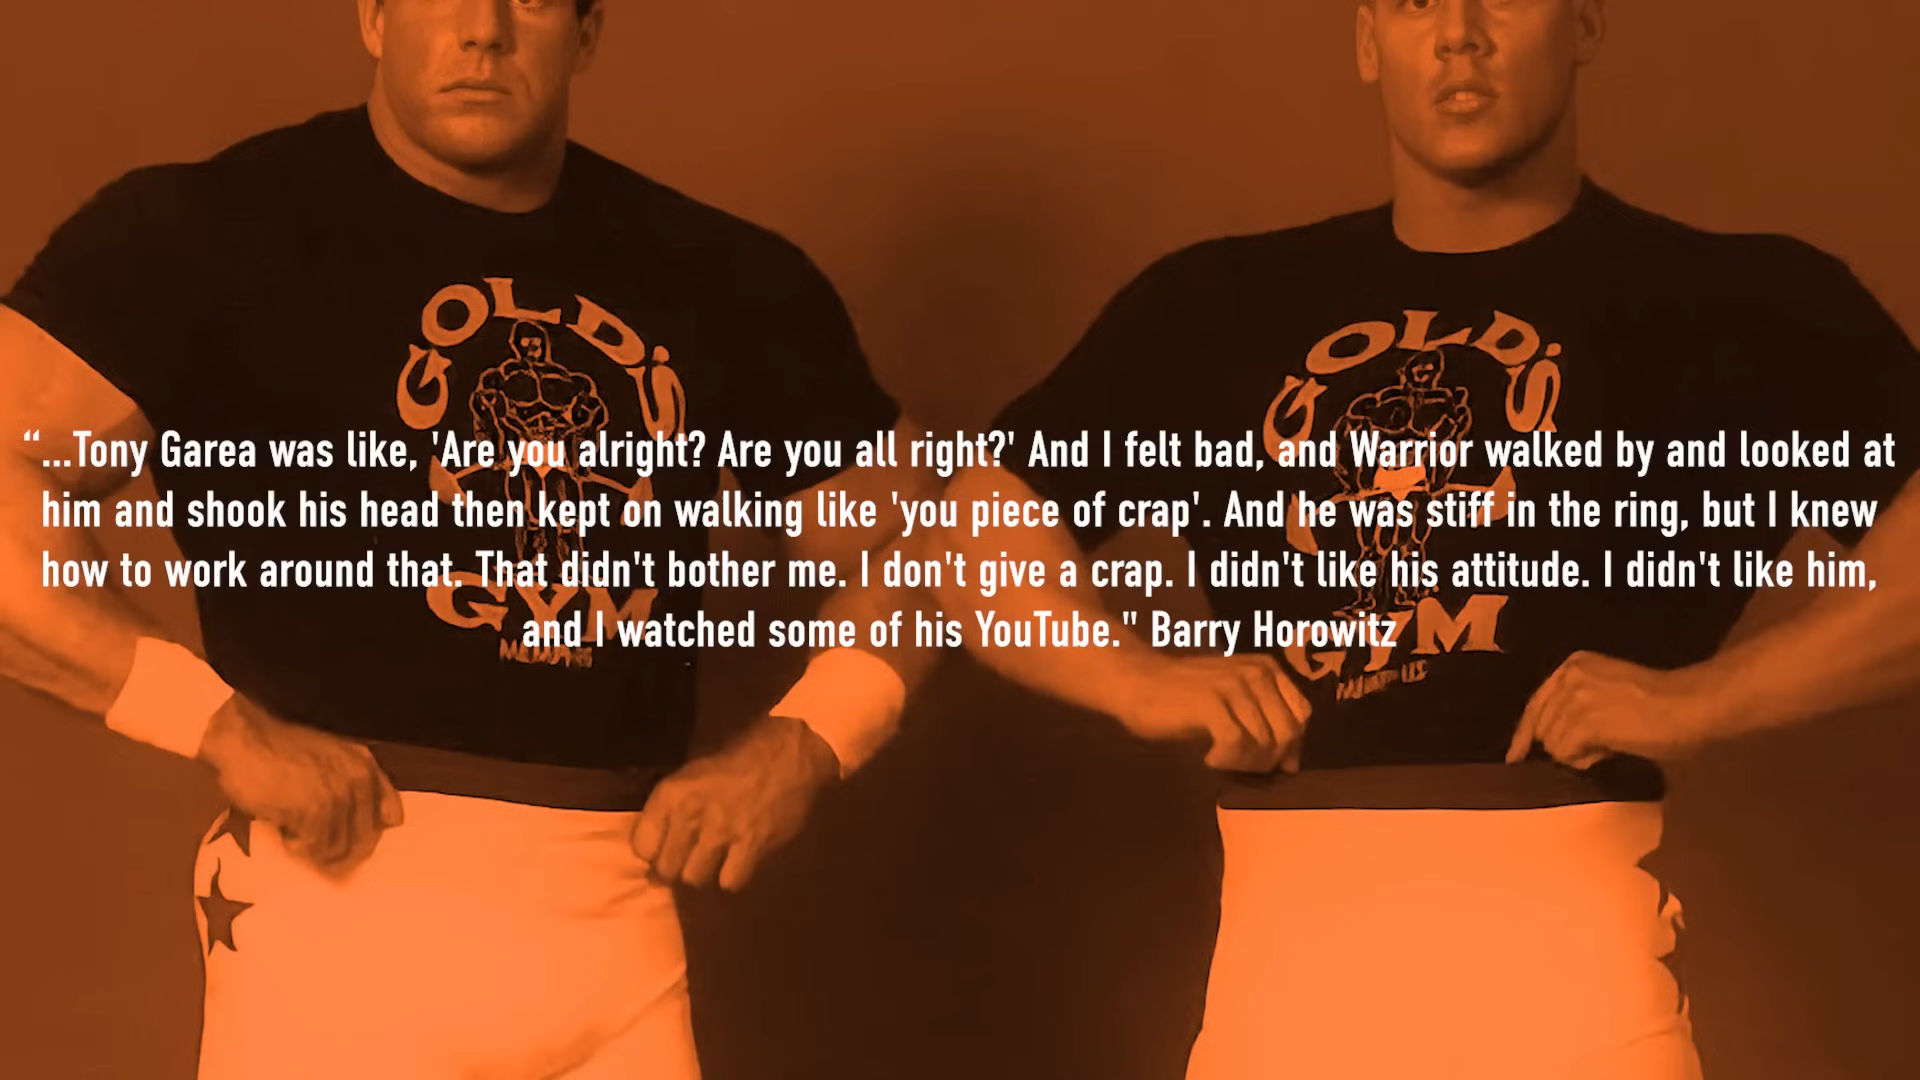 “...Tony Garea was like, 'Are you alright? Are you all right?' And I felt bad, and Warrior walked by and looked at
him and shook his head then kept on walking like 'you piece of crap'. And he was stiff in the ring, but I knew
how to work around that. That didn't bother me. I don't give a crap. I didn't like his attitude. I didn't like him,
and I watched some of his YouTube." Barry Horowitz
GOLD'S
GYM
MEMPHIS
GOLD'S
GYM
MEMPHIS